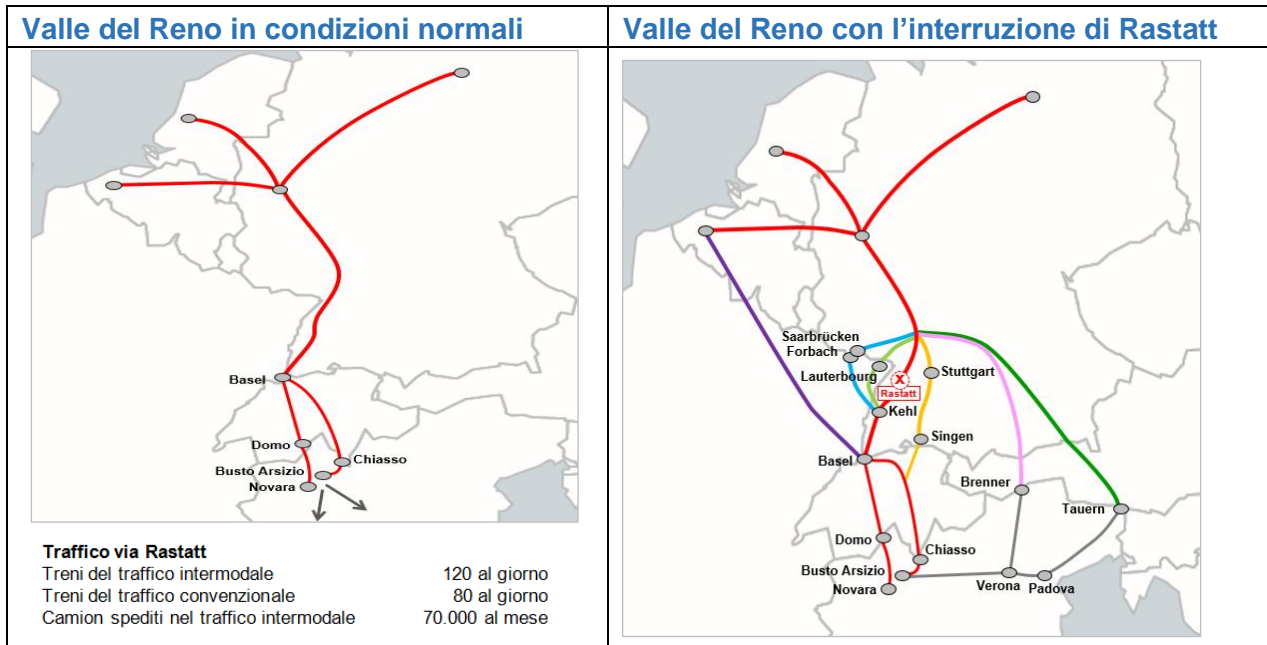 Valle del Reno in condizioni normali
Basel
Domo
Chiasso
Busto Arsizio
Novara
Traffico via Rastatt
Treni del traffico intermodale 120 al giorno
Treni del traffico convenzionale 80 al giorno
Camion spediti nel traffico intermodale 70.000 al mese
Valle del Reno con l’interruzione di Rastatt
Saarbrücken
Forbach
Lauterbourg
Stuttgart
X
Rastatt
Kehl
Singen
Basel
Brenner
Tauern
Domo
Chiasso
Busto Arsizio
Novara
Verona
Padova